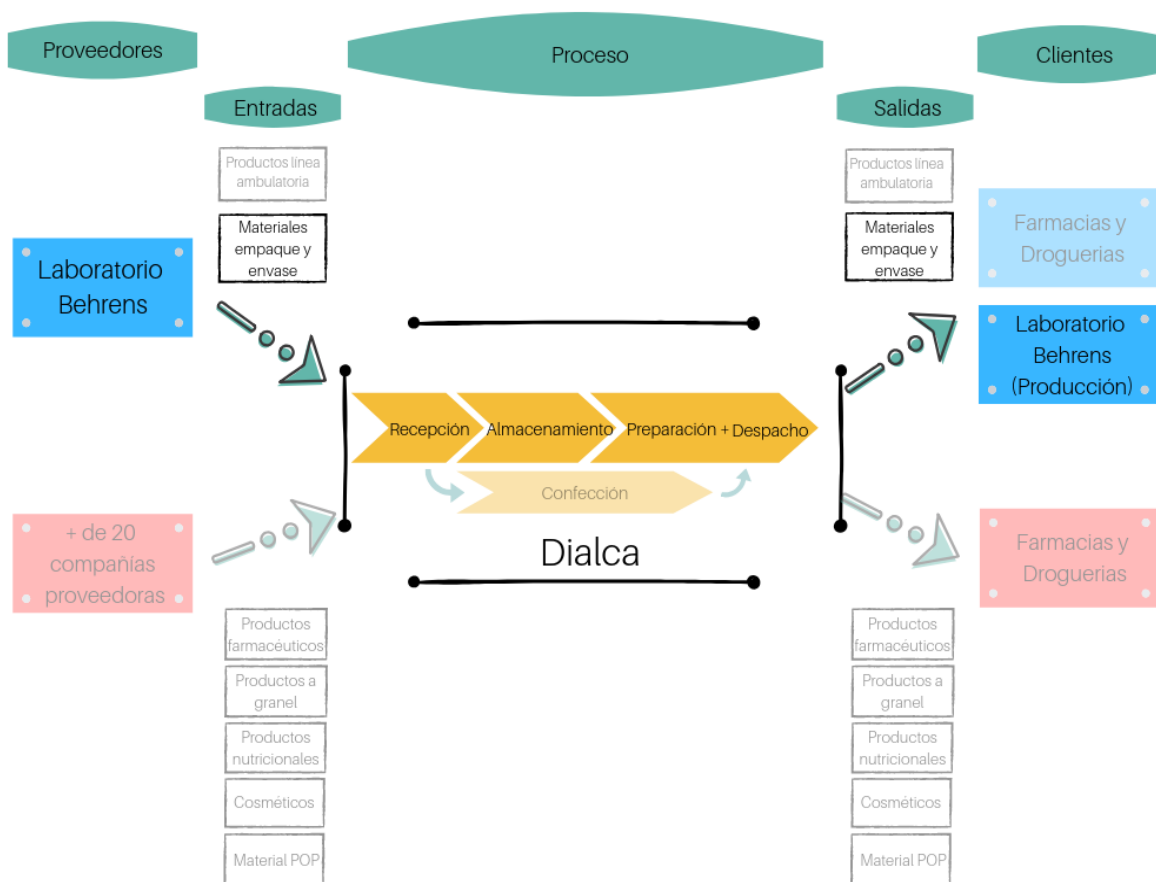 Proveedores
Proceso
Clientes
Entradas
Salidas
Productos línea
ambulatoria
Materiales
empaque y
envase
Laboratorio
Behrens
Productos línea
ambulatoria
Materiales
empaque y
envase
Farmacias y
Droguerias
Laboratorio
Behrens
(Producción)
Recepción
Almacenamiento
Preparación + Despacho
Confección
Dialca
+ de 20
compañías
proveedoras
Farmacias y
Droguerias
Productos
farmacéuticos
Productos a
granel
Productos
nutricionales
Cosméticos
Material POP
Productos
farmacéuticos
Productos a
granel
Productos
nutricionales
Cosméticos
Material POP